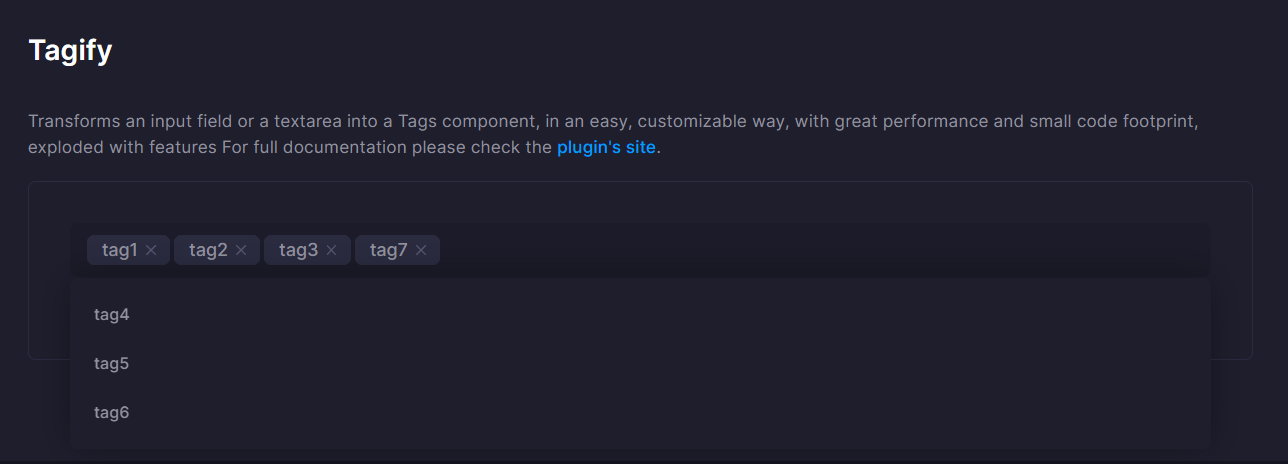 Tagify
Transforms an input field or a textarea into a Tags component, in an easy, customizable way, with great performance and small code footprint,
exploded with features For full documentation please check the plugin's site.
tag1 × tag2 × tag3 × tag7 ×
tag4
tag5
tag6